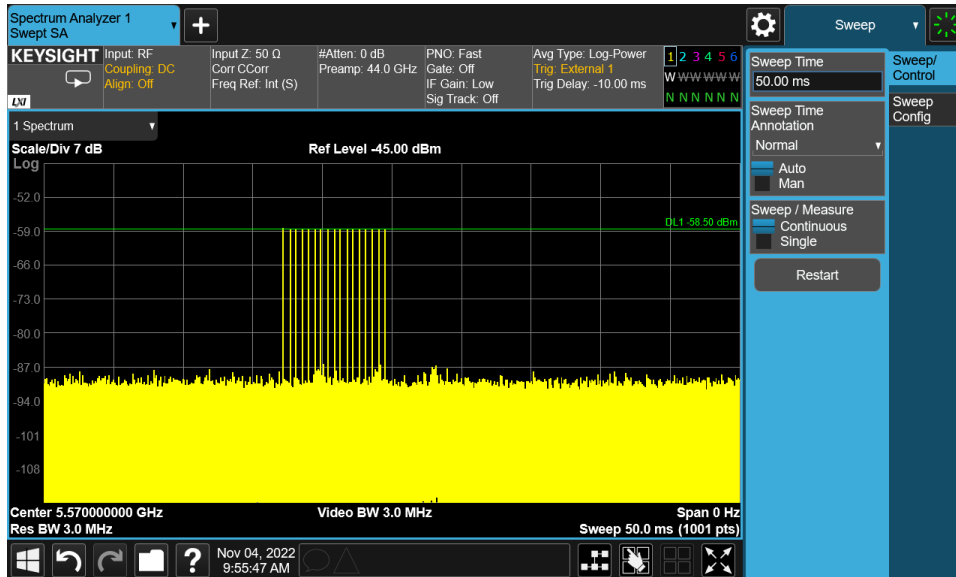 Spectrum Analyzer 1
Swept SA
+
Sweep
KEYSIGHT
Input: RF
Coupling: DC
Align: Off
Input Z: 50 Ω
Corr CCorr
Freq Ref: Int (S)
#Atten: 0 dB
Preamp: 44.0 GHz
PNO: Fast
Gate: Off
IF Gain: Low
Sig Track: Off
Avg Type: Log-Power
Trig: External 1
Trig Delay: -10.00 ms
1 2 3 4 5 6
W W W W W W
N N N N N N
LXI
Sweep Time
50.00 ms
Sweep Time
Annotation
Normal
Auto
Man
Sweep / Measure
Continuous
Single
Restart
Sweep/
Control
Sweep
Config
1 Spectrum
Scale/Div 7 dB
Ref Level -45.00 dBm
Log
DL1 -58.50 dBm
-52.0
-59.0
-66.0
-73.0
-80.0
-87.0
-94.0
-101
-108
Center 5.570000000 GHz
Video BW 3.0 MHz
Span 0 Hz
Res BW 3.0 MHz
Sweep 50.0 ms (1001 pts)
?
Nov 04, 2022
9:55:47 AM